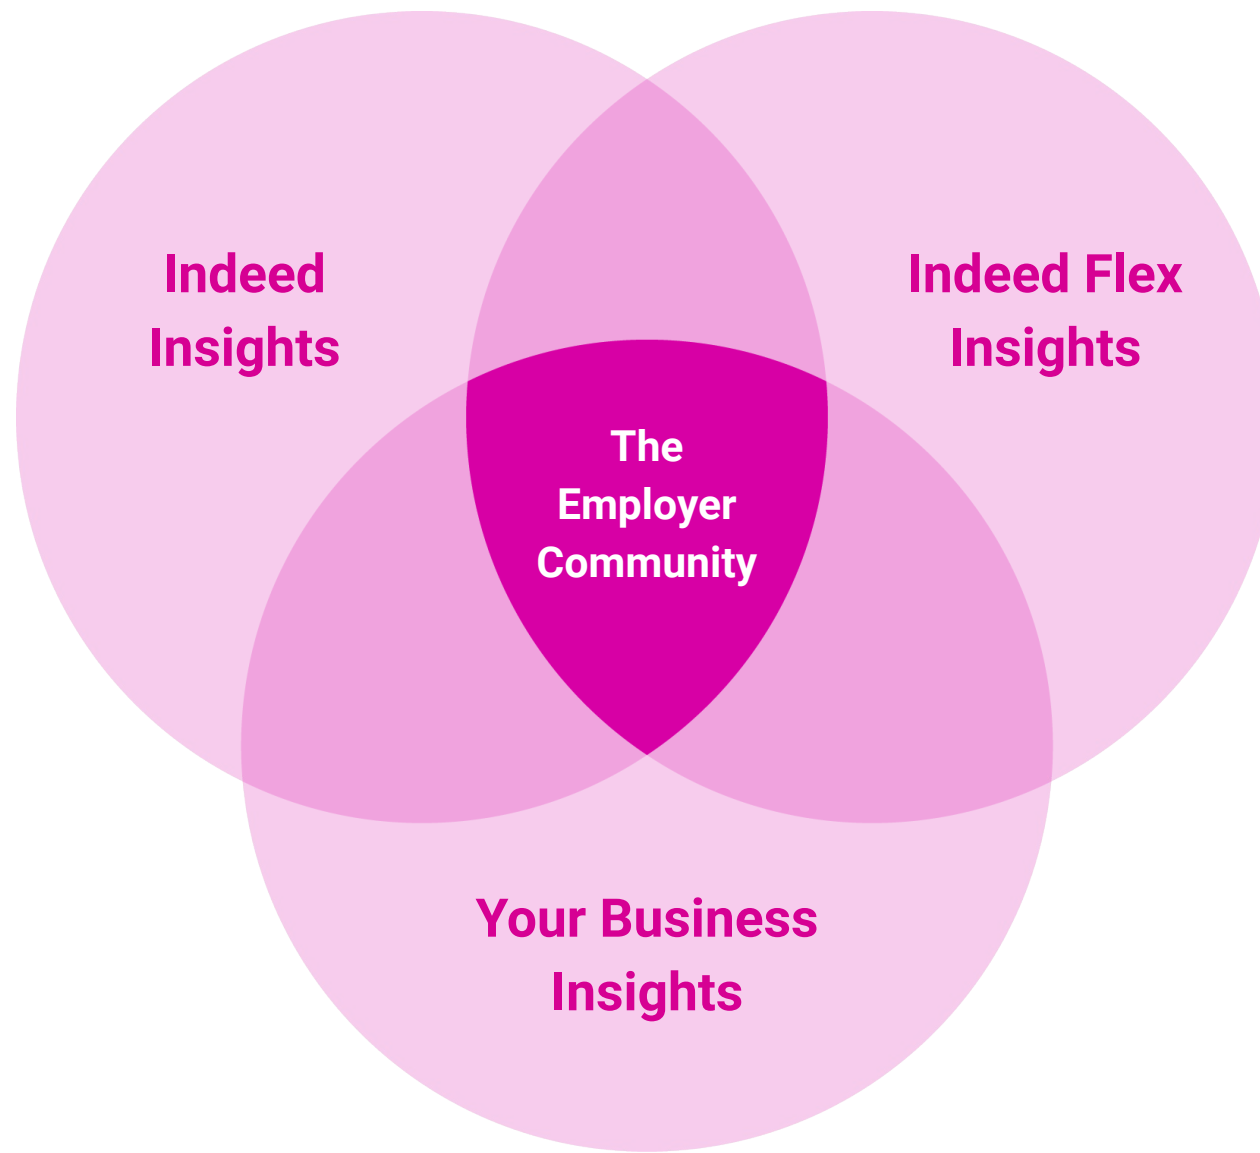 Indeed
Insights
Indeed Flex
Insights
The
Employer
Community
Your Business
Insights